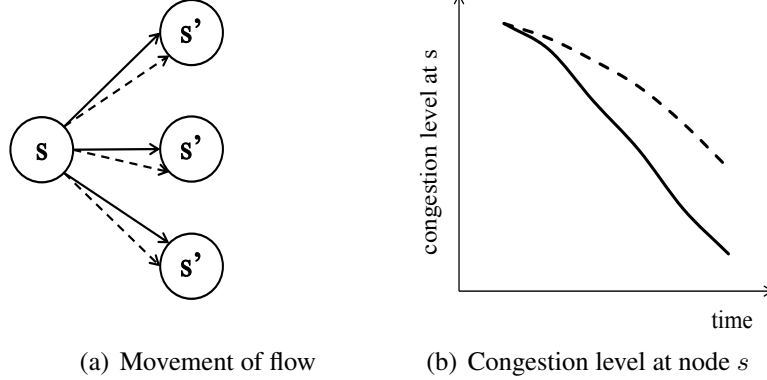 s
s’
s’
s’
congestion level at s
time
(a) Movement of flow
(b) Congestion level at node s